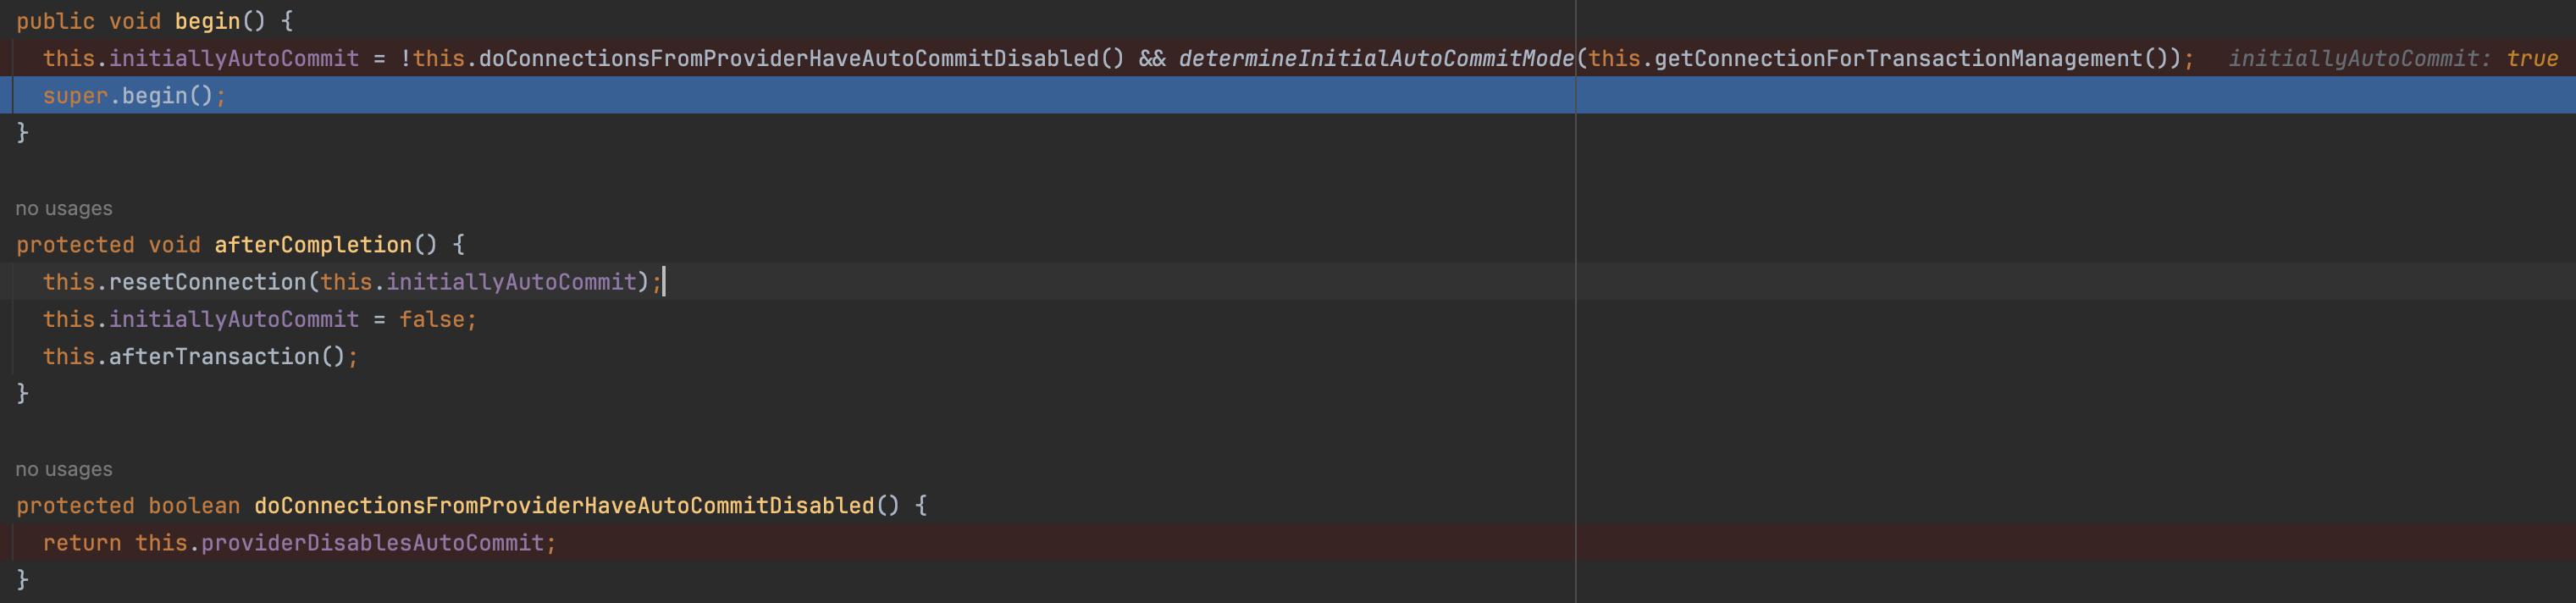 public void begin() {
this.initiallyAutoCommit = !this.doConnectionsFromProviderHaveAutoCommitDisabled() && determineInitialAutoCommitMode(this.getConnectionForTransactionManagement()); initiallyAutoCommit: true
super.begin();
}
no usages
protected void afterCompletion() {
this.resetConnection(this.initiallyAutoCommit);
this.initiallyAutoCommit = false;
this.afterTransaction();
}
no usages
protected boolean doConnectionsFromProviderHaveAutoCommitDisabled() {
return this.providerDisablesAutoCommit;
}